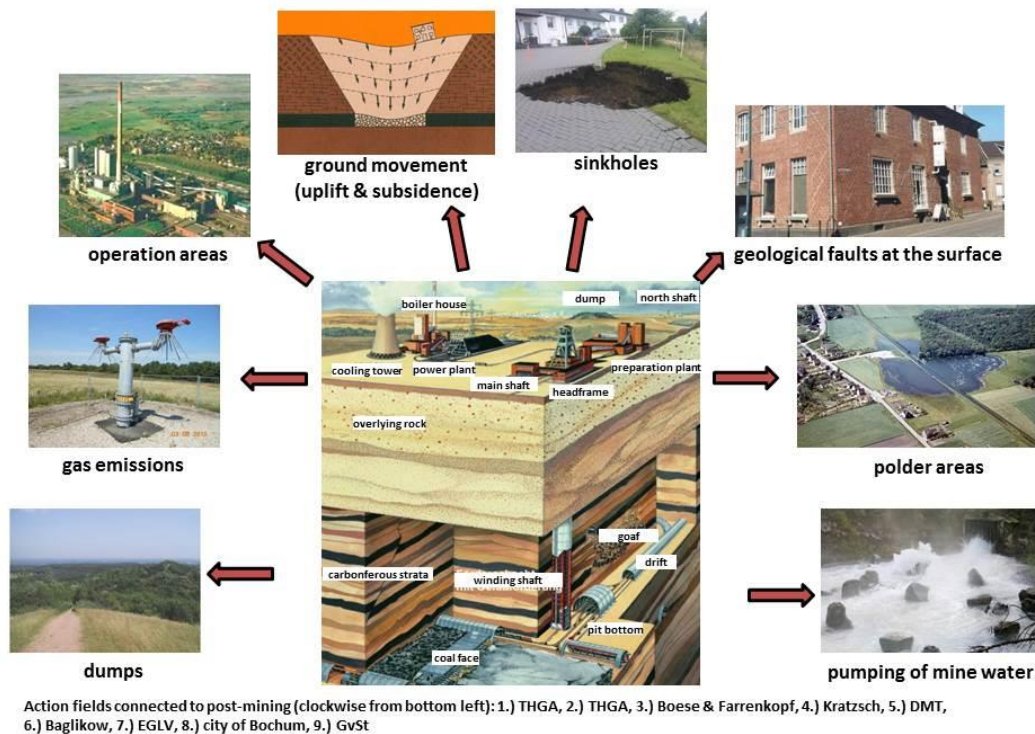 ground movement
(uplift & subsidence)
sinkholes
operation areas
geological faults at the surface
boiler house
dump
north shaft
cooling tower
power plant
main shaft
headframe
preparation plant
overlying rock
gas emissions
polder areas
goaf
drift
carbonferous strata
winding shaft
pit bottom
coal face
dumps
pumping of mine water
Action fields connected to post-mining (clockwise from bottom left): 1.) THGA, 2.) THGA, 3.) Boese & Farrenkopf, 4.) Kratzsch, 5.) DMT,
6.) Baglikow, 7.) EGLV, 8.) city of Bochum, 9.) GvSt